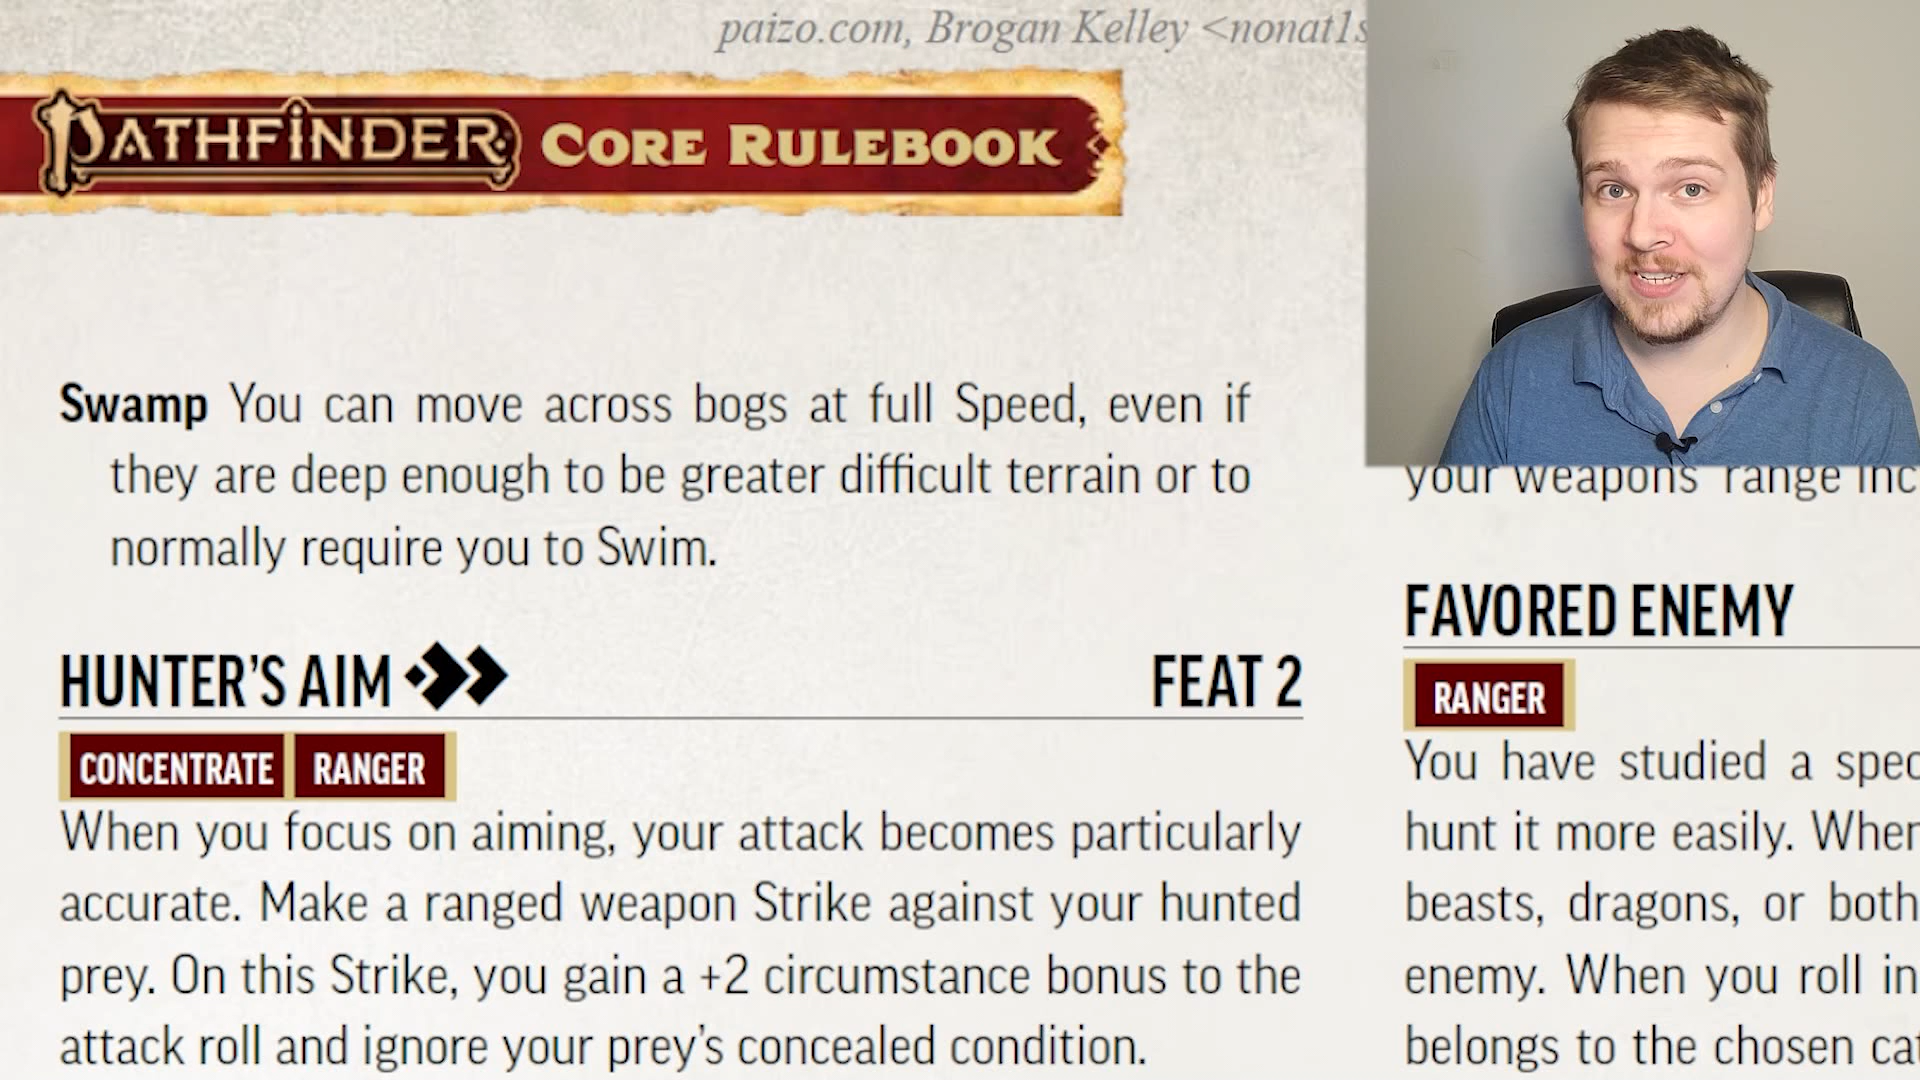 paizo.com, Brogan Kelley <nonat1s
PATHFINDER CORE RULEBOOK
Swamp You can move across bogs at full Speed, even if
they are deep enough to be greater difficult terrain or to
normally require you to Swim.
HUNTER'S AIM FEAT 2
CONCENTRATE RANGER
When you focus on aiming, your attack becomes particularly
accurate. Make a ranged weapon Strike against your hunted
prey. On this Strike, you gain a +2 circumstance bonus to the
attack roll and ignore your prey's concealed condition.
your weapons' range inc
FAVORED ENEMY
RANGER
You have studied a spec
hunt it more easily. When
beasts, dragons, or both
enemy. When you roll in
belongs to the chosen cat